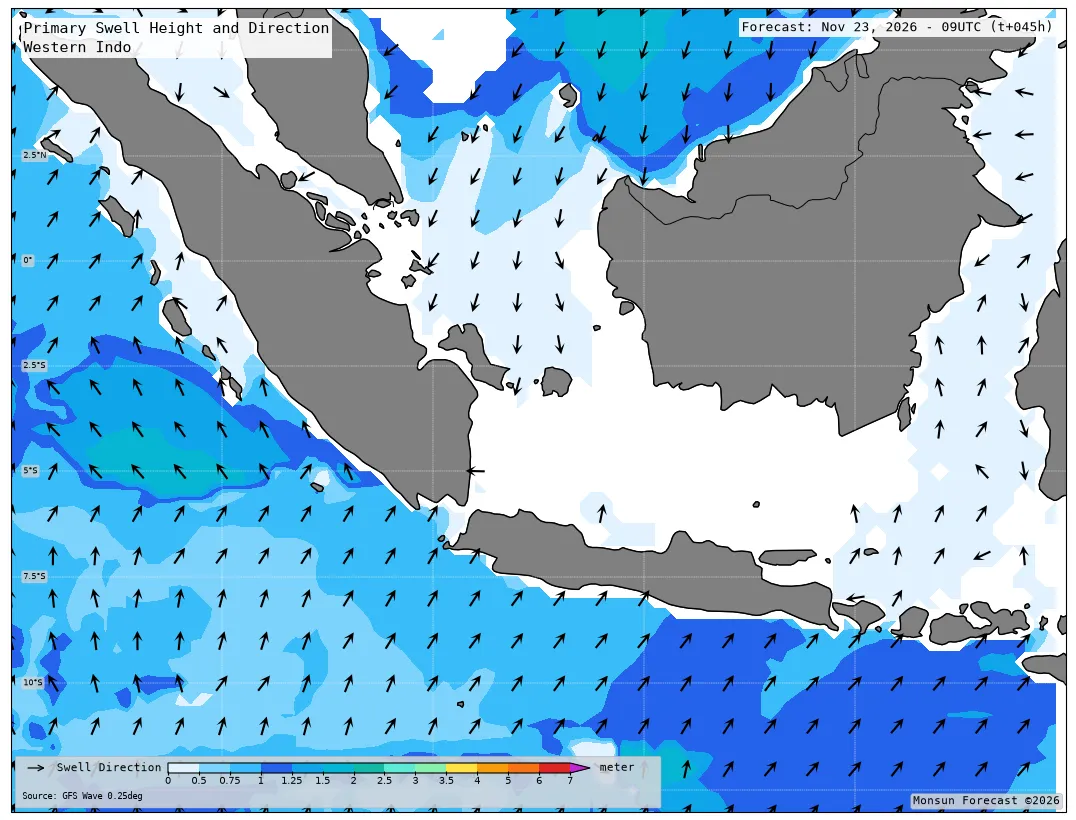 Primary Swell Height and Direction
Western Indo
Forecast: Nov 23, 2026 - 09UTC (t+045h)
2.5°N
0°
2.5°S
5°S
7.5°S
10°S
Swell Direction
meter
0 0.5 0.75 1 1.25 1.5 2 2.5 3 3.5 4 5 6 7
Source: GFS Wave 0.25deg
Monsun Forecast ©2026